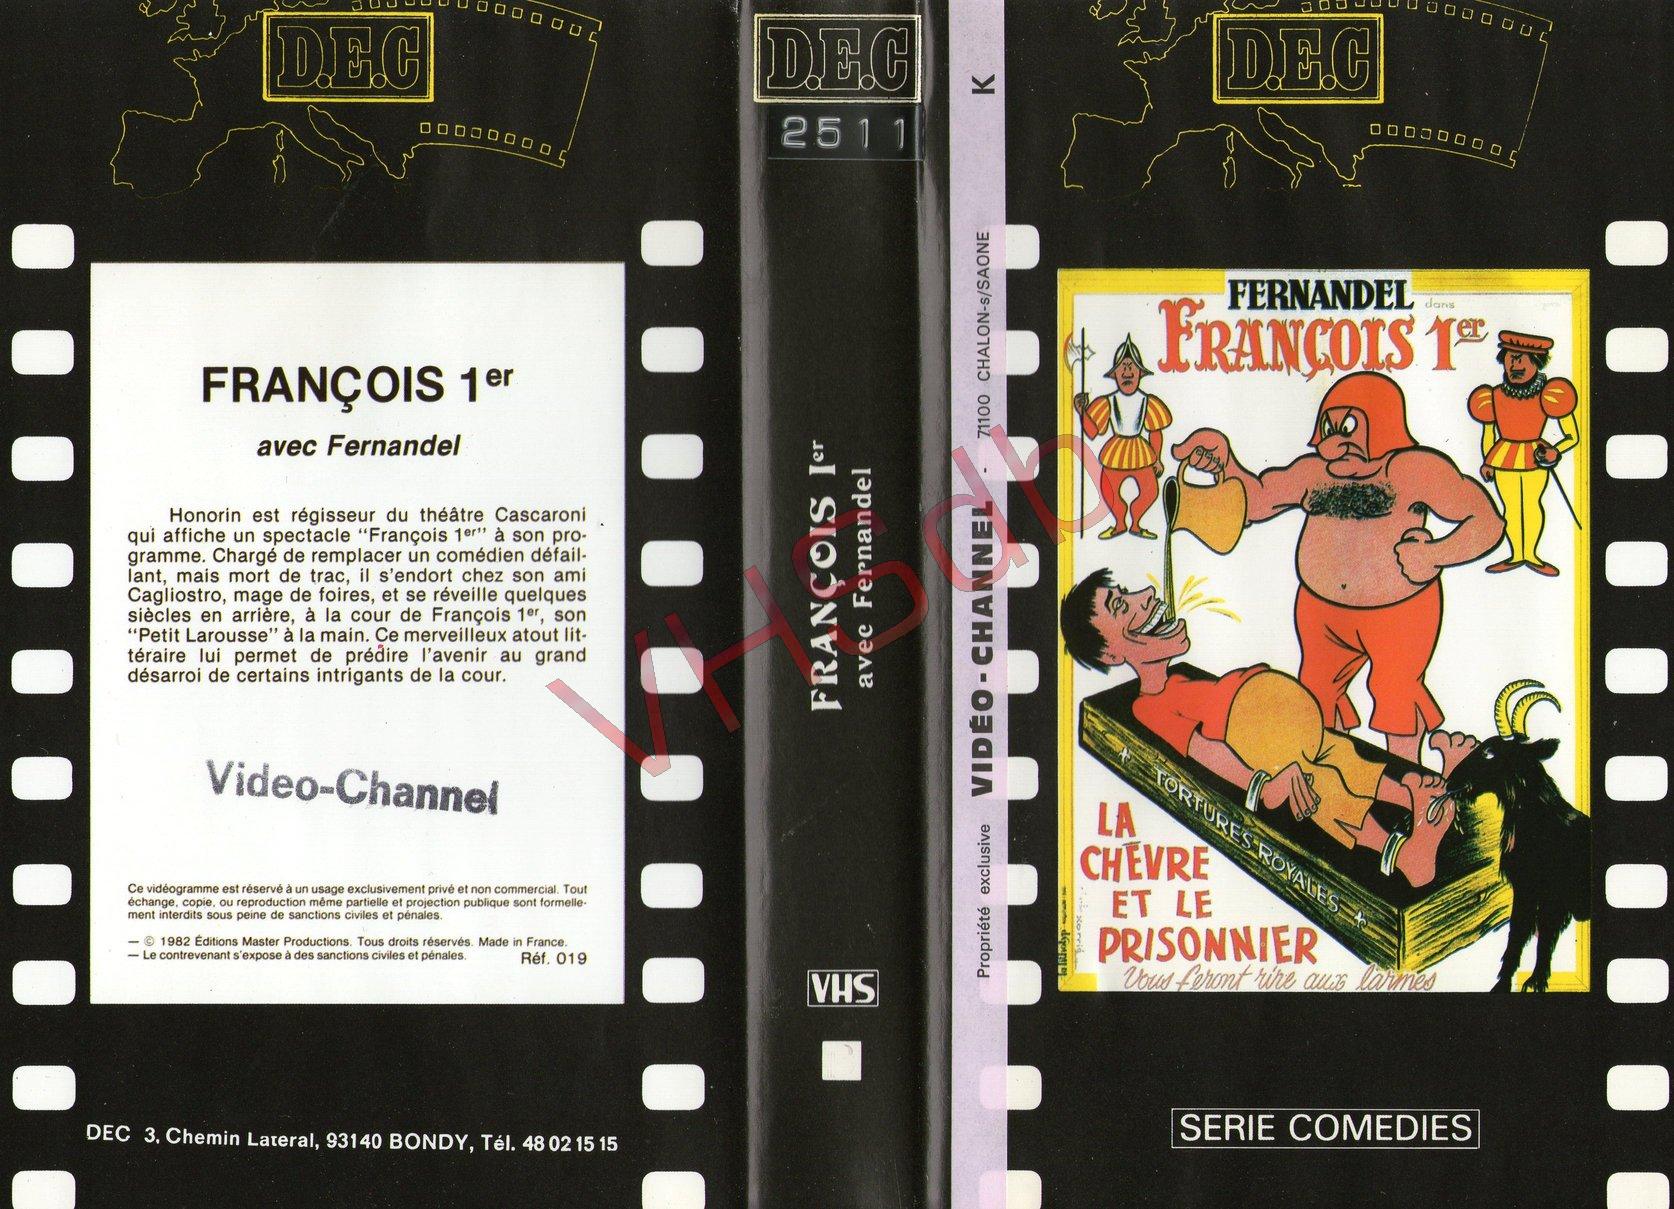 D.E.C
FRANÇOIS 1er
avec Fernandel
Honorin est régisseur du théâtre Cascaroni
qui affiche un spectacle "François 1er" à son pro-
gramme. Chargé de remplacer un comédien défail-
lant, mais mort de trac, il s'endort chez son ami
Cagliostro, mage de foires, et se réveille quelques
siècles en arrière, à la cour de François 1er, son
"Petit Larousse" à la main. Ce merveilleux atout lit-
téraire lui permet de prédire l'avenir au grand
désarroi de certains intrigants de la cour.
Video-Channel
Ce vidéogramme est réservé à un usage exclusivement privé et non commercial. Tout
échange, copie, ou reproduction même partielle et projection publique sont formelle-
ment interdits sous peine de sanctions civiles et pénales.
— © 1982 Éditions Master Productions. Tous droits réservés. Made in France.
— Le contrevenant s'expose à des sanctions civiles et pénales. Réf. 019
DEC 3, Chemin Lateral, 93140 BONDY, Tél. 48 02 15 15
D.E.C
2511
FRANÇOIS 1er
avec Fernandel
VHS
Propriété exclusive VIDÉO-CHANNEL - 71100 CHALON-s/SAONE K
VHSdb
D.E.C
FERNANDEL dans
FRANÇOIS 1er
TORTURES ROYALES
LA
CHÈVRE
ET LE
PRISONNIER
Vous feront rire aux larmes
SERIE COMEDIES